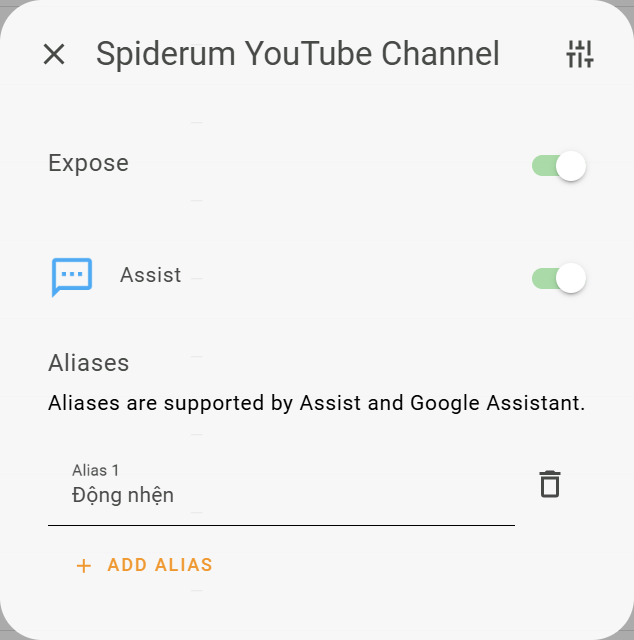 Spiderum YouTube Channel
Expose
Assist
Aliases
Aliases are supported by Assist and Google Assistant.
Alias 1
Động nhện
+ ADD ALIAS